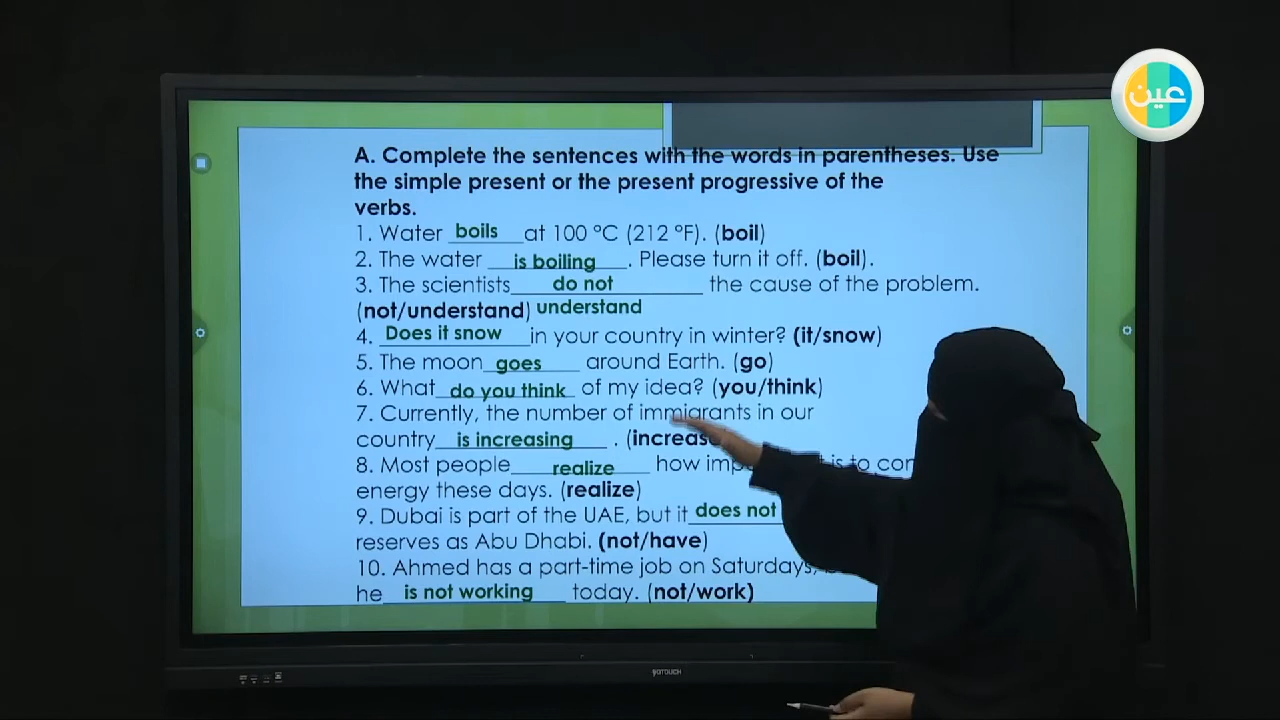 عين
A. Complete the sentences with the words in parentheses. Use
the simple present or the present progressive of the
verbs.
1. Water boils at 100 °C (212 °F). (boil)
2. The water is boiling. Please turn it off. (boil).
3. The scientists do not the cause of the problem.
(not/understand) understand
4. Does it snow in your country in winter? (it/snow)
5. The moon goes around Earth. (go)
6. What do you think of my idea? (you/think)
7. Currently, the number of immigrants in our
country is increasing. (increas
8. Most people realize how is to
energy these days. (realize)
9. Dubai is part of the UAE, but it does not
reserves as Abu Dhabi. (not/have)
10. Ahmed has a part-time job on Saturdays,
he is not working today. (not/work)